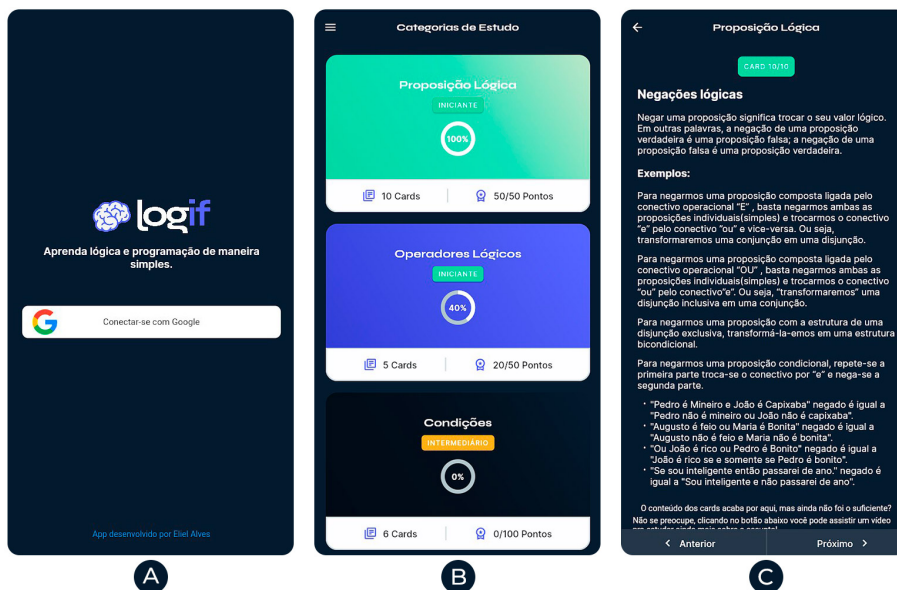 logif
Aprenda lógica e programação de maneira
simples.
Conectar-se com Google
App desenvolvido por Eliel Alves
A
Categorias de Estudo
Proposição Lógica
INICIANTE
100%
10 Cards
50/50 Pontos
Operadores Lógicos
INICIANTE
40%
5 Cards
20/50 Pontos
Condições
INTERMEDIÁRIO
0%
6 Cards
0/100 Pontos
B
Proposição Lógica
CARD 10/10
Negações lógicas
Negar uma proposição significa trocar o seu valor lógico.
Em outras palavras, a negação de uma proposição
verdadeira é uma proposição falsa; a negação de uma
proposição falsa é uma proposição verdadeira.
Exemplos:
Para negarmos uma proposição composta ligada pelo
conectivo operacional "E" , basta negarmos ambas as
proposições individuais(simples) e trocarmos o conectivo
"e" pelo conectivo "ou" e vice-versa. Ou seja,
transformaremos uma conjunção em uma disjunção.
Para negarmos uma proposição composta ligada pelo
conectivo operacional "OU" , basta negarmos ambas as
proposições individuais(simples) e trocarmos o conectivo
"ou" pelo conectivo"e". Ou seja, "transformaremos" uma
disjunção inclusiva em uma conjunção.
Para negarmos uma proposição com a estrutura de uma
disjunção exclusiva, transformá-la-emos em uma estrutura
bicondicional.
Para negarmos uma proposição condicional, repete-se a
primeira parte troca-se o conectivo por "e" e nega-se a
segunda parte.
• "Pedro é Mineiro e João é Capixaba" negado é igual a
"Pedro não é mineiro ou João não é capixaba".
• "Augusto é feio ou Maria é Bonita" negado é igual a
"Augusto não é feio e Maria não é bonita".
• "Ou João é rico ou Pedro é Bonito" negado é igual a
"João é rico se e somente se Pedro é bonito".
• "Se sou inteligente então passarei de ano." negado é
igual a "Sou inteligente e não passarei de ano".
O conteúdo dos cards acaba por aqui, mas ainda não foi o suficiente?
Não se preocupe, clicando no botão abaixo você pode assistir um vídeo
Anterior
Próximo
C